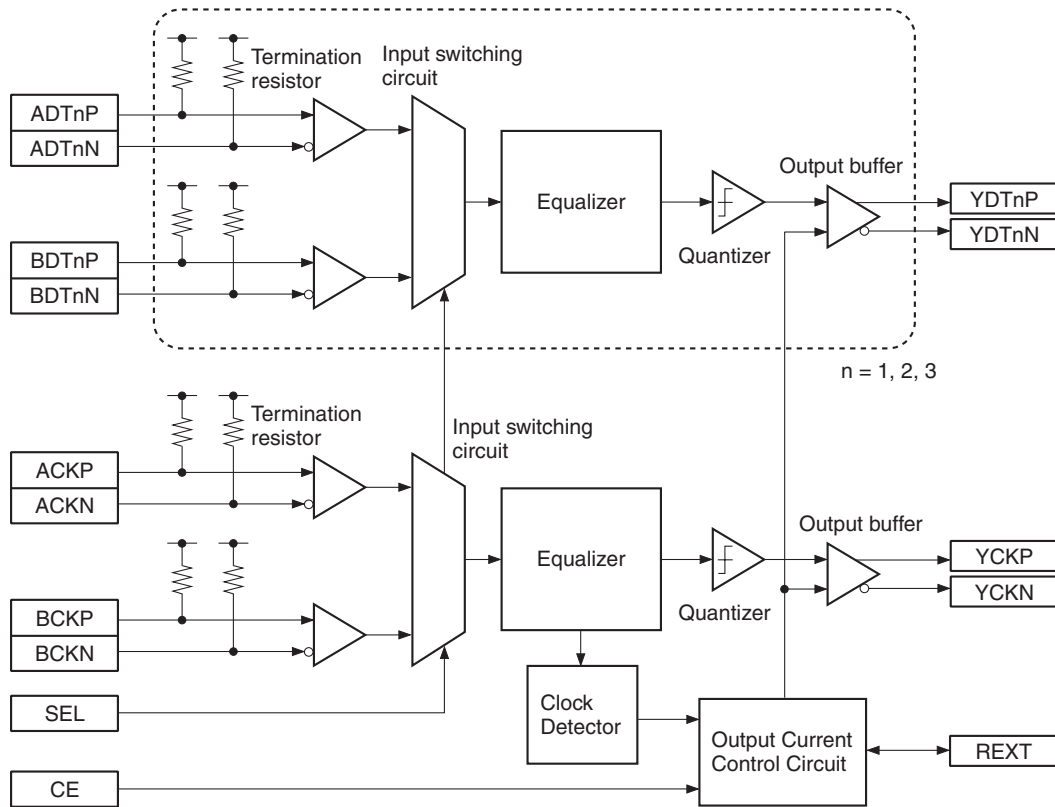 Termination
resistor
Input switching
circuit
ADTnP
ADTnN
Equalizer
Output buffer
YDTnP
YDTnN
Quantizer
BDTnP
BDTnN
n = 1, 2, 3
Termination
resistor
Input switching
circuit
ACKP
ACKN
Equalizer
Output buffer
YCKP
YCKN
Quantizer
BCKP
BCKN
SEL
Clock
Detector
Output Current
Control Circuit
REXT
CE